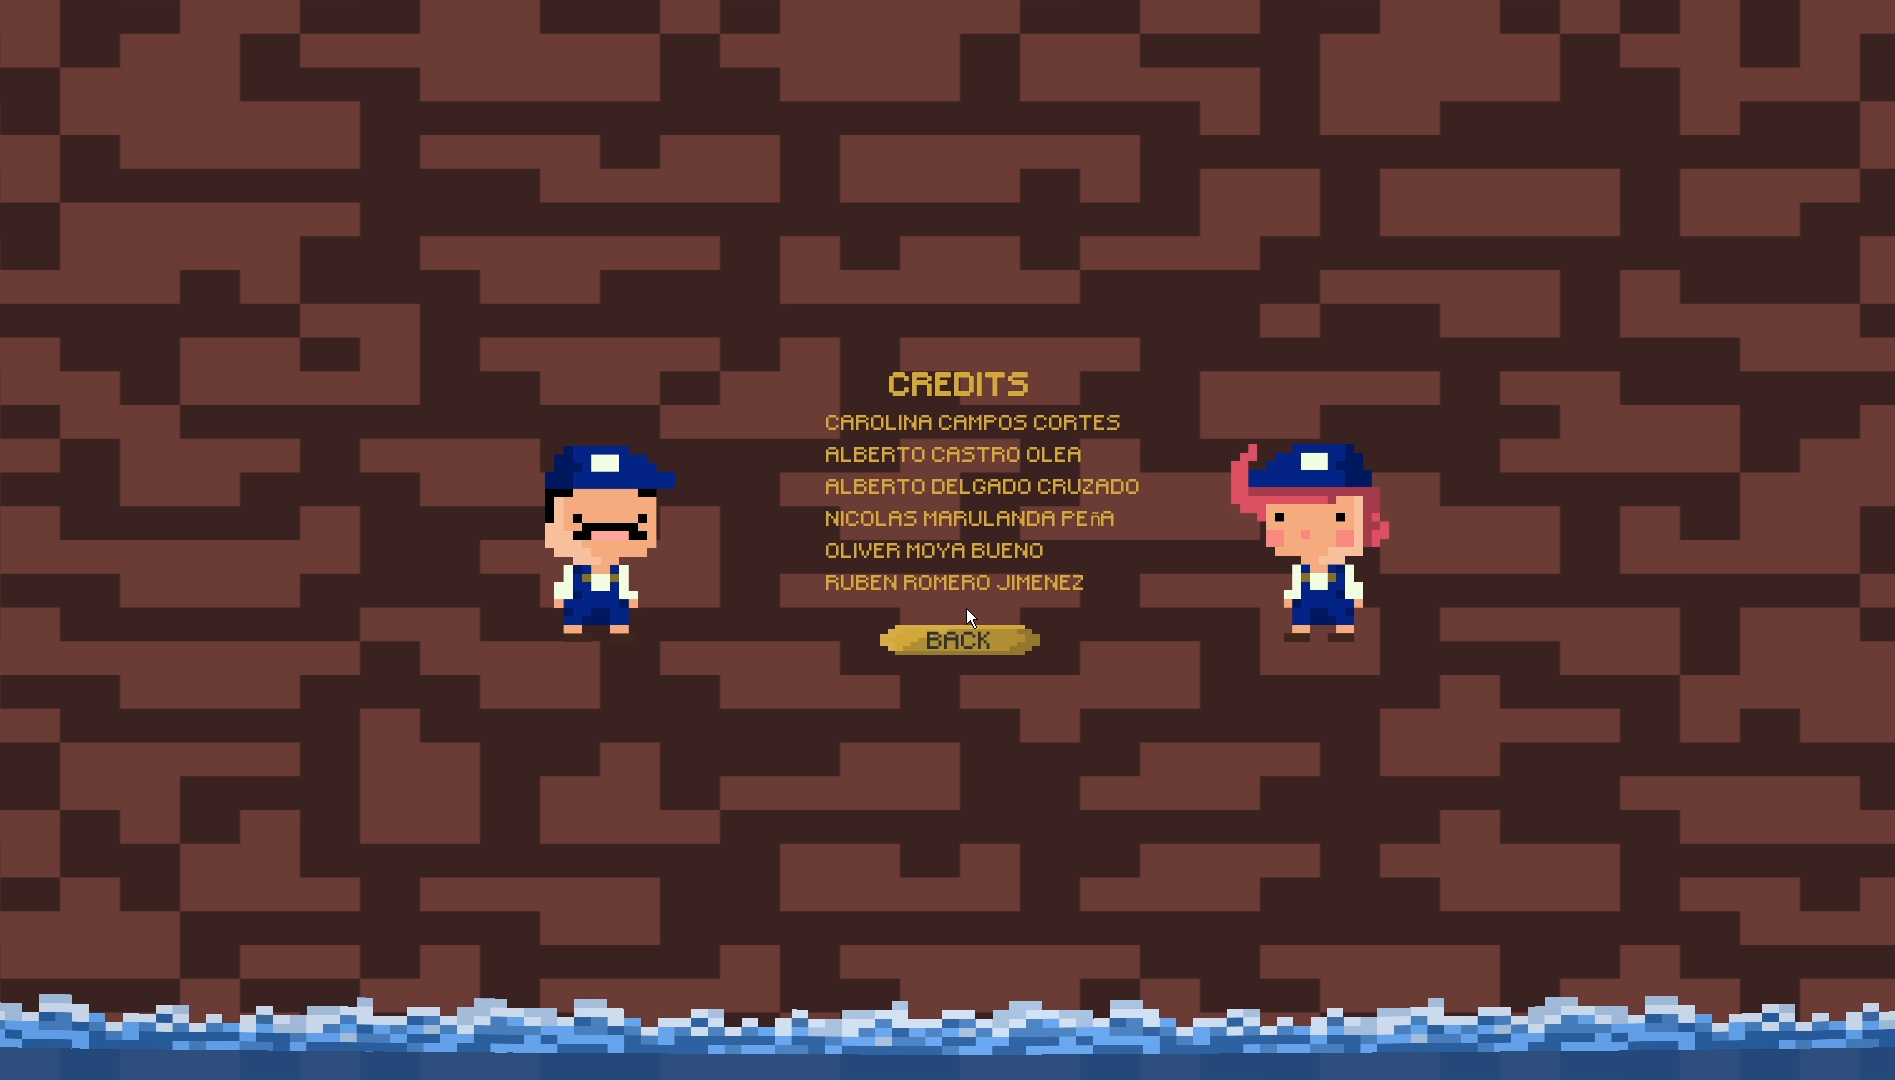 CREDITS
CAROLINA CAMPOS CORTES
ALBERTO CASTRO OLEA
ALBERTO DELGADO CRUZADO
NICOLAS MARULANDA PEñA
OLIVER MOYA BUENO
RUBEN ROMERO JIMENEZ
BACK